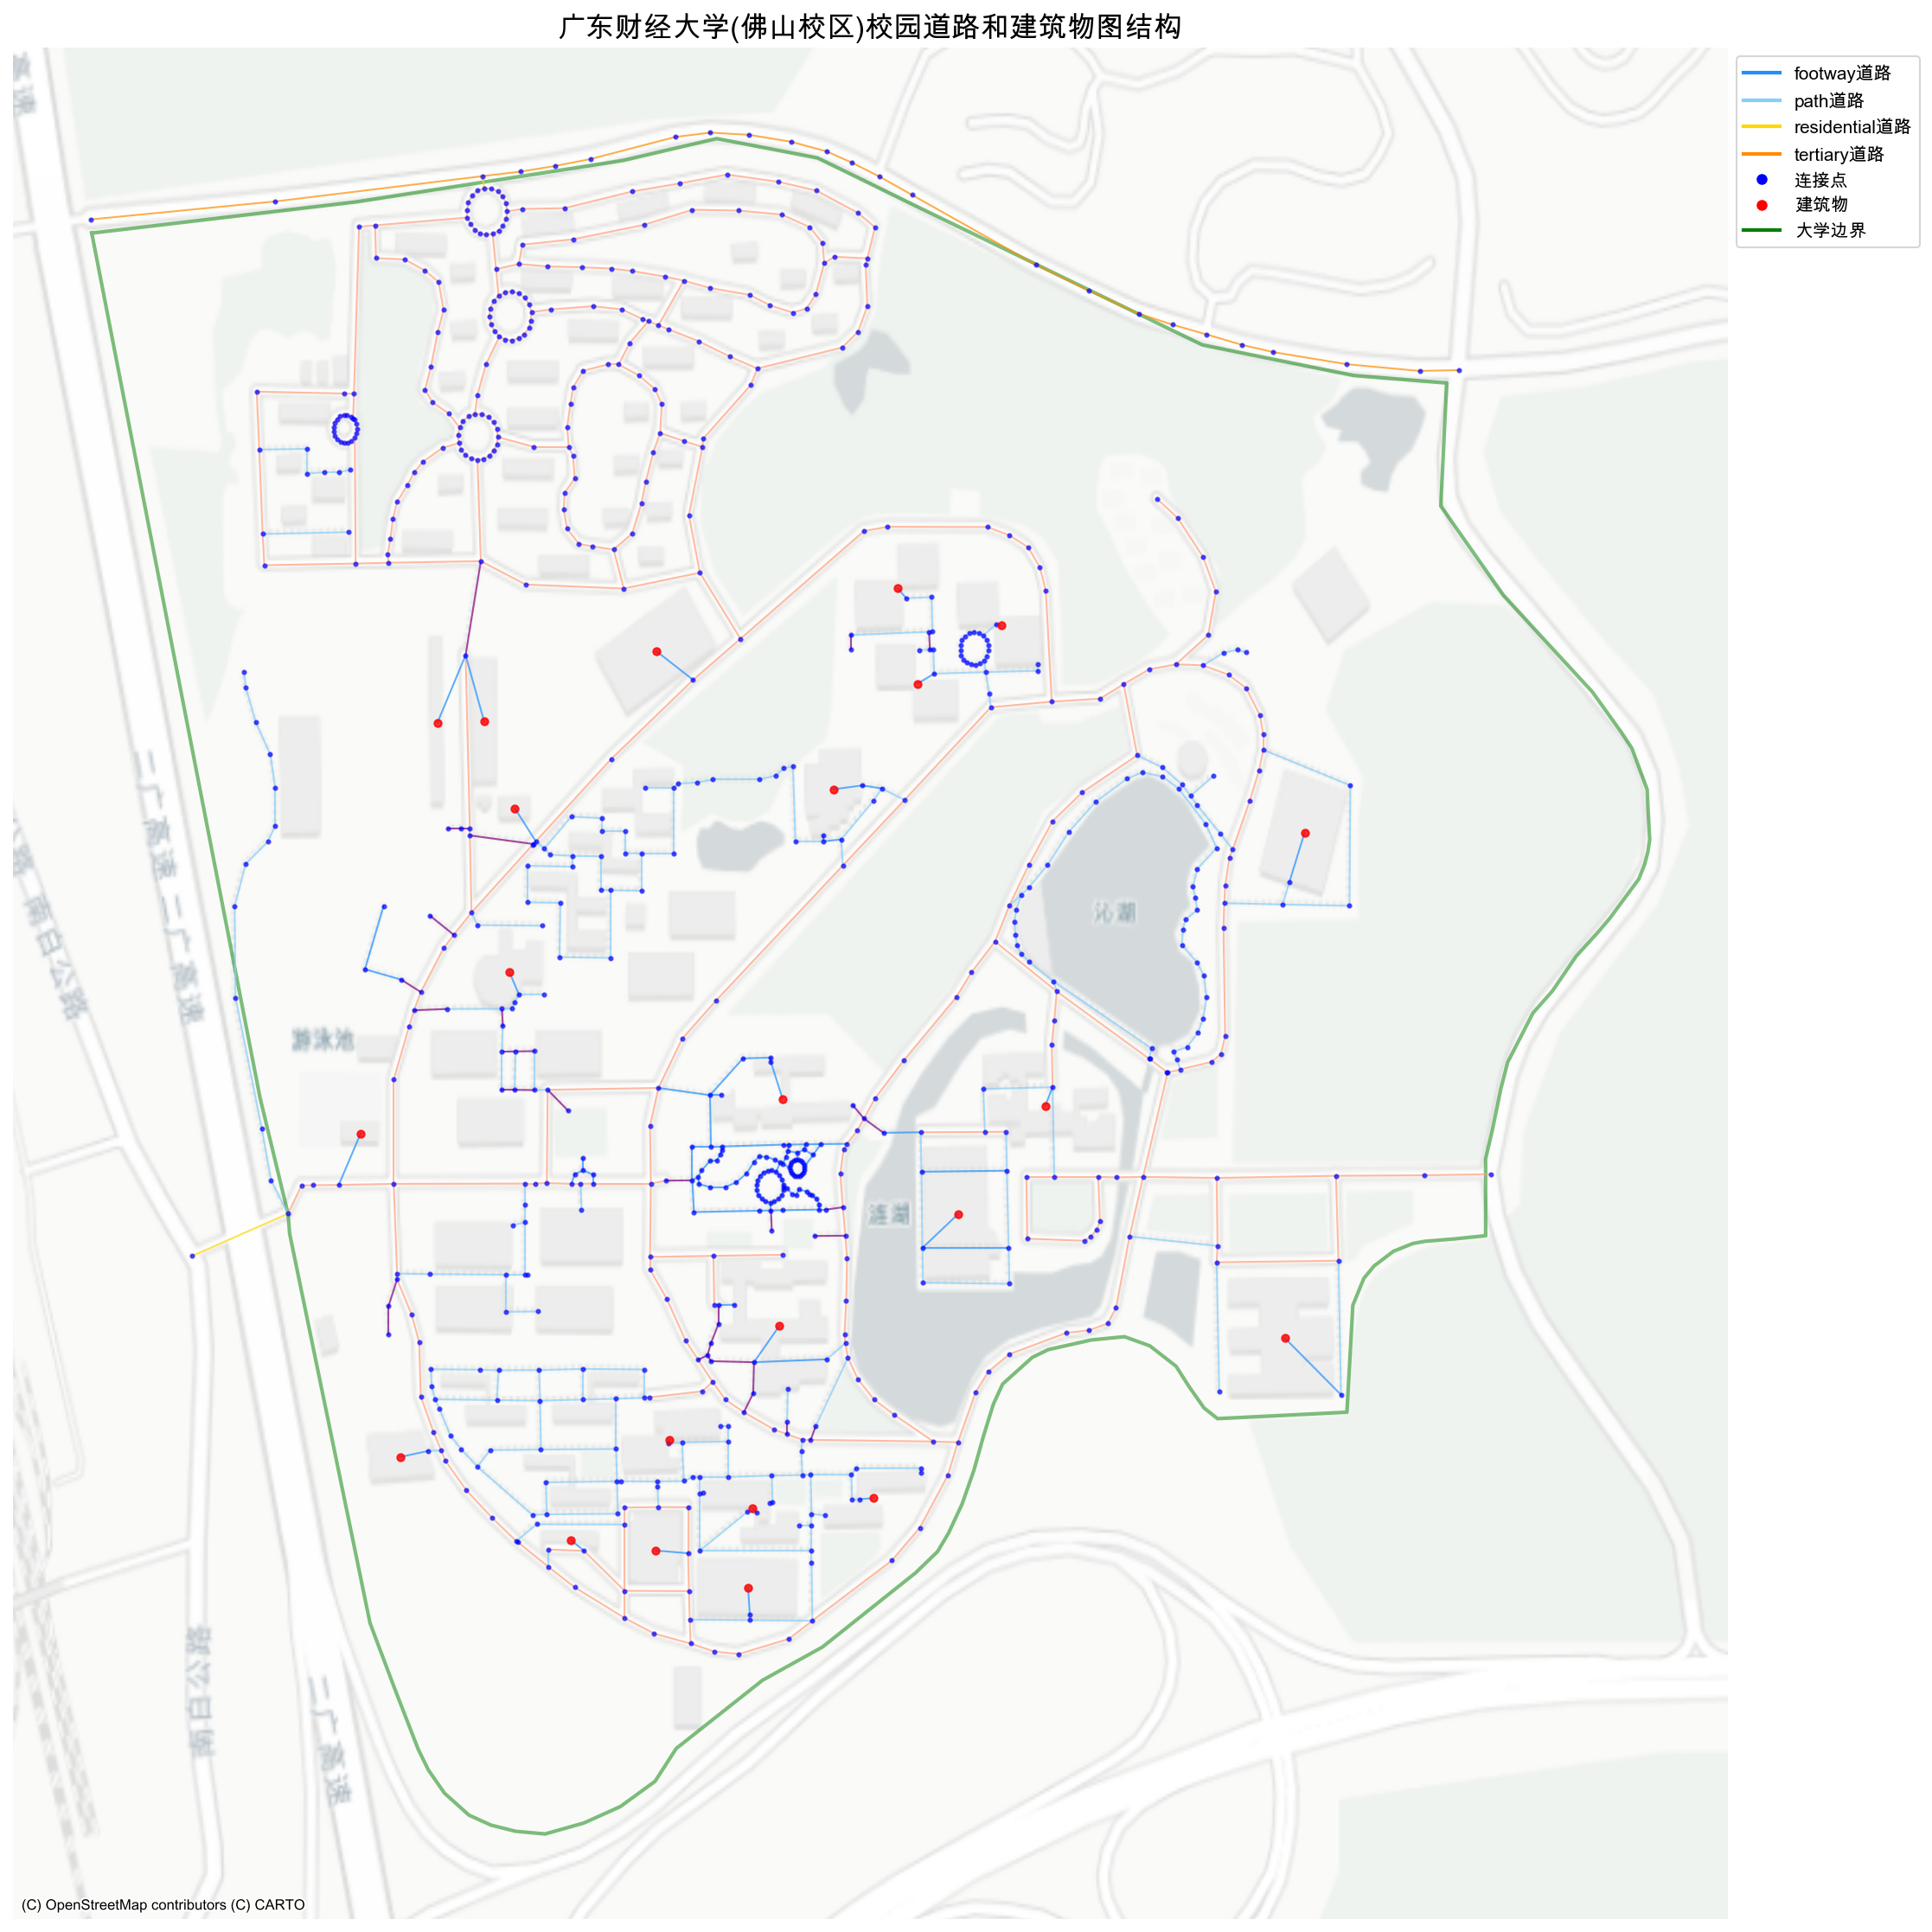 广东财经大学(佛山校区)校园道路和建筑物图结构
footway道路
path道路
residential道路
tertiary道路
连接点
建筑物
大学边界
高速
二广高速
二广高速
南白公路
沁湖
游泳池
涟湖
南白公路
二广高速
(C) OpenStreetMap contributors (C) CARTO